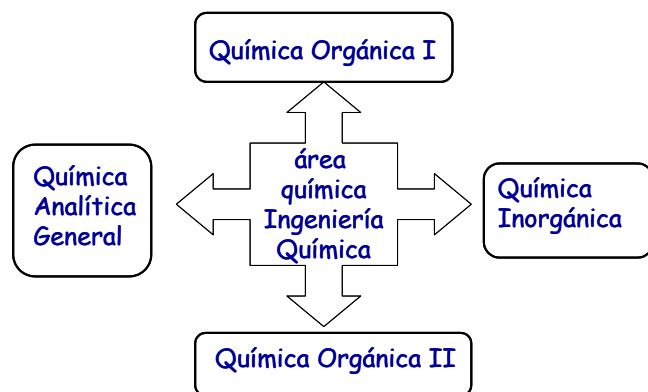 Química Orgánica I
Química
Analítica
General
área
química
Ingeniería
Química
Química
Inorgánica
Química Orgánica II